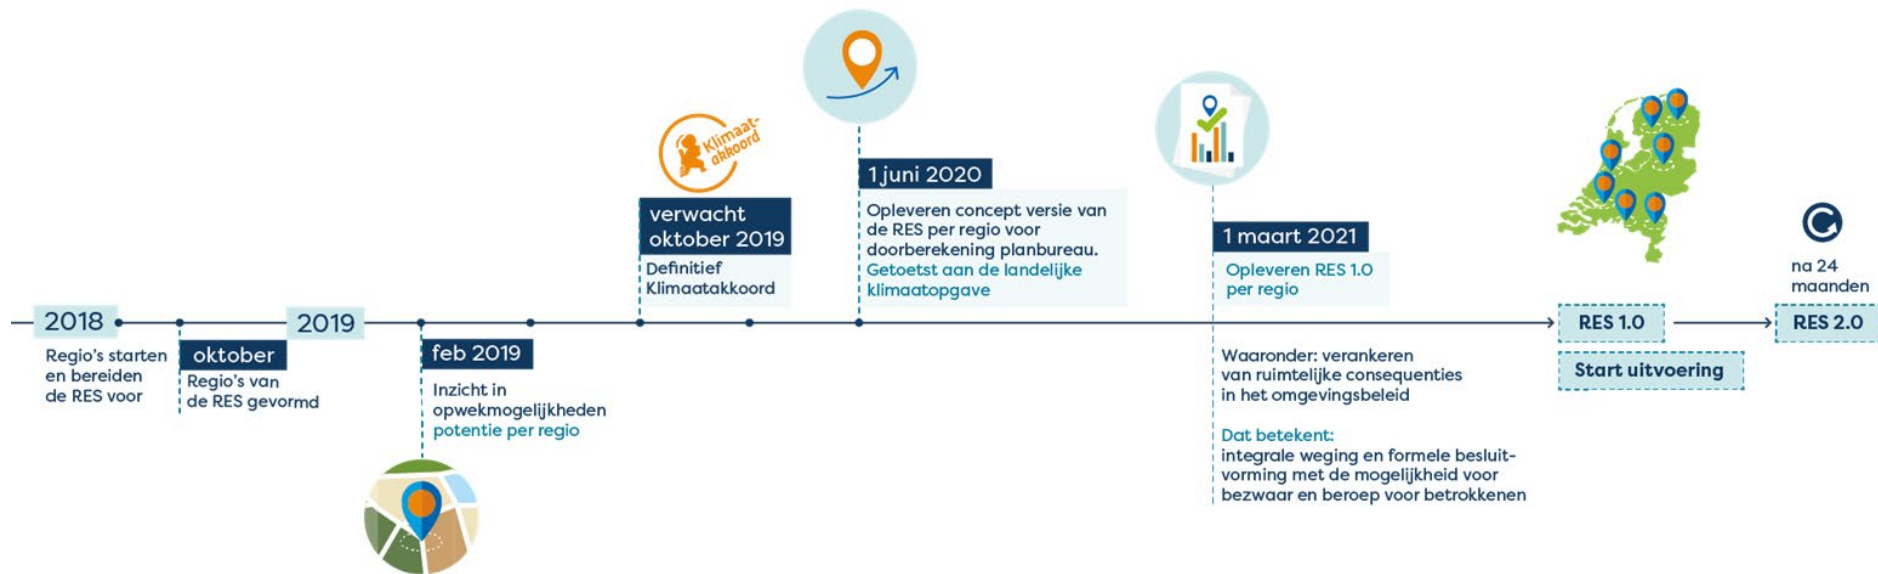 2018
Regio's starten
en bereiden
de RES voor
oktober
Regio's van
de RES gevormd
2019
feb 2019
Inzicht in
opwekmogelijkheden
potentie per regio
Klimaat-
akkoord
verwacht
oktober 2019
Definitief
Klimaatakkoord
1 juni 2020
Opleveren concept versie van
de RES per regio voor
doorberekening planbureau.
Getoetst aan de landelijke
klimaatopgave
1 maart 2021
Opleveren RES 1.0
per regio
Waaronder: verankeren
van ruimtelijke consequenties
in het omgevingsbeleid
Dat betekent:
integrale weging en formele besluit-
vorming met de mogelijkheid voor
bezwaar en beroep voor betrokkenen
RES 1.0
Start uitvoering
na 24
maanden
RES 2.0